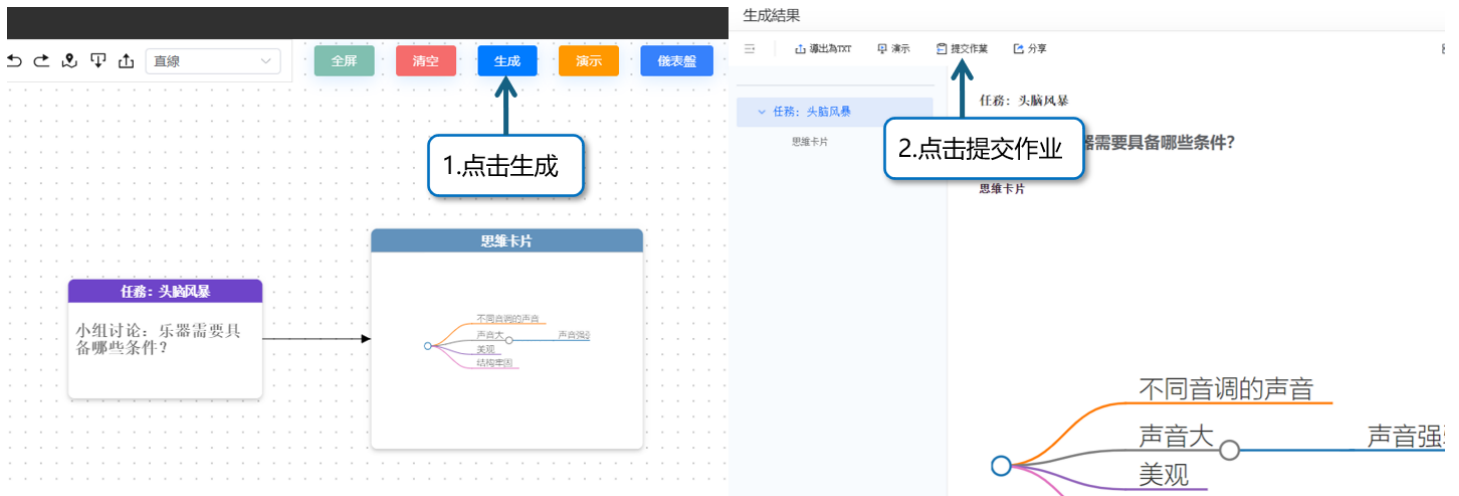 直線
全屏
清空
生成
演示
儀表盤
1.点击生成
思维卡片
任務：头脑风暴
小组讨论：乐器需要具
备哪些条件？
不同音调的声音
声音大
声音强
美观
结构牢固
生成結果
導出為TXT
演示
提交作業
分享
任務：头脑风暴
思维卡片
2.点击提交作业
任務：头脑风暴
器需要具备哪些条件？
思维卡片
不同音调的声音
声音大
声音强
美观